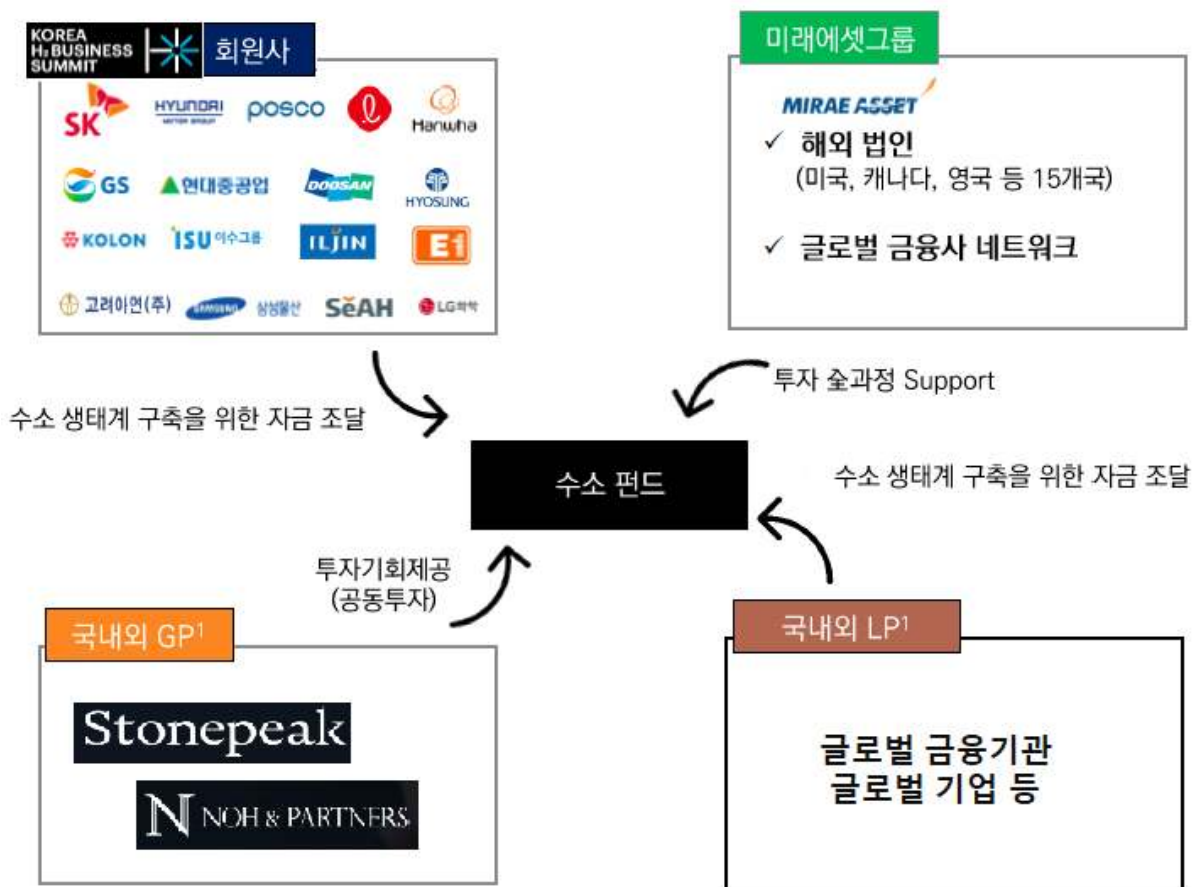 KOREA
H₂ BUSINESS
SUMMIT
회원사
SK
HYUNDAI
MOTOR GROUP
posco
Hanwha
GS
현대중공업
DOOSAN
HYOSUNG
KOLON
ISU 이수그룹
ILJIN
E1
고려아연(주)
SAMSUNG 삼성물산
SeAH
LG화학
미래에셋그룹
MIRAE ASSET
✓ 해외 법인
(미국, 캐나다, 영국 등 15개국)
✓ 글로벌 금융사 네트워크
수소 생태계 구축을 위한 자금 조달
투자 全과정 Support
수소 펀드
수소 생태계 구축을 위한 자금 조달
투자기회제공
(공동투자)
국내외 GP¹
Stonepeak
N NOH & PARTNERS
국내외 LP¹
글로벌 금융기관
글로벌 기업 등